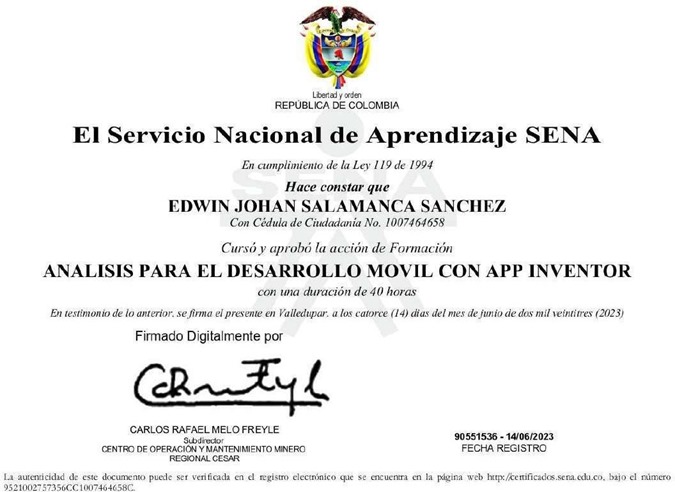 Libertad y orden
REPÚBLICA DE COLOMBIA
SENA
El Servicio Nacional de Aprendizaje SENA
En cumplimiento de la Ley 119 de 1994
Hace constar que
EDWIN JOHAN SALAMANCA SANCHEZ
Con Cédula de Ciudadanía No. 1007464658
Cursó y aprobó la acción de Formación
ANALISIS PARA EL DESARROLLO MOVIL CON APP INVENTOR
con una duración de 40 horas
En testimonio de lo anterior, se firma el presente en Valledupar, a los catorce (14) días del mes de junio de dos mil veintitres (2023)
Firmado Digitalmente por
CARLOS RAFAEL MELO FREYLE
Subdirector
CENTRO DE OPERACIÓN Y MANTENIMIENTO MINERO
REGIONAL CESAR
90551536 - 14/06/2023
FECHA REGISTRO
La autenticidad de este documento puede ser verificada en el registro electrónico que se encuentra en la página web http://certificados.sena.edu.co, bajo el número
9521002757356CC1007464658C.